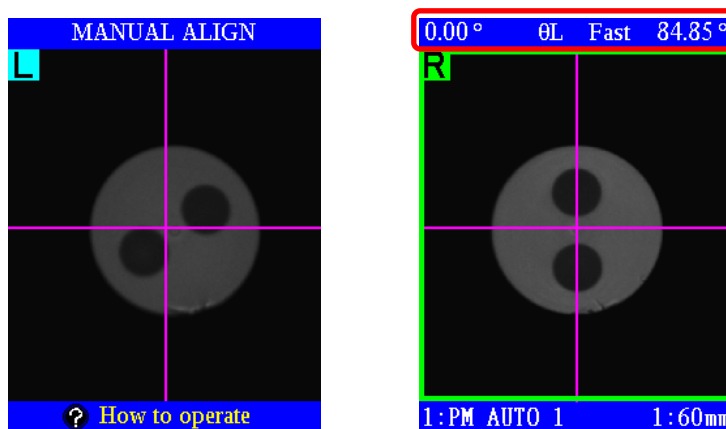 MANUAL ALIGN
L
? How to operate
0.00° θL Fast 84.85°
R
1:PM AUTO 1 1:60mm